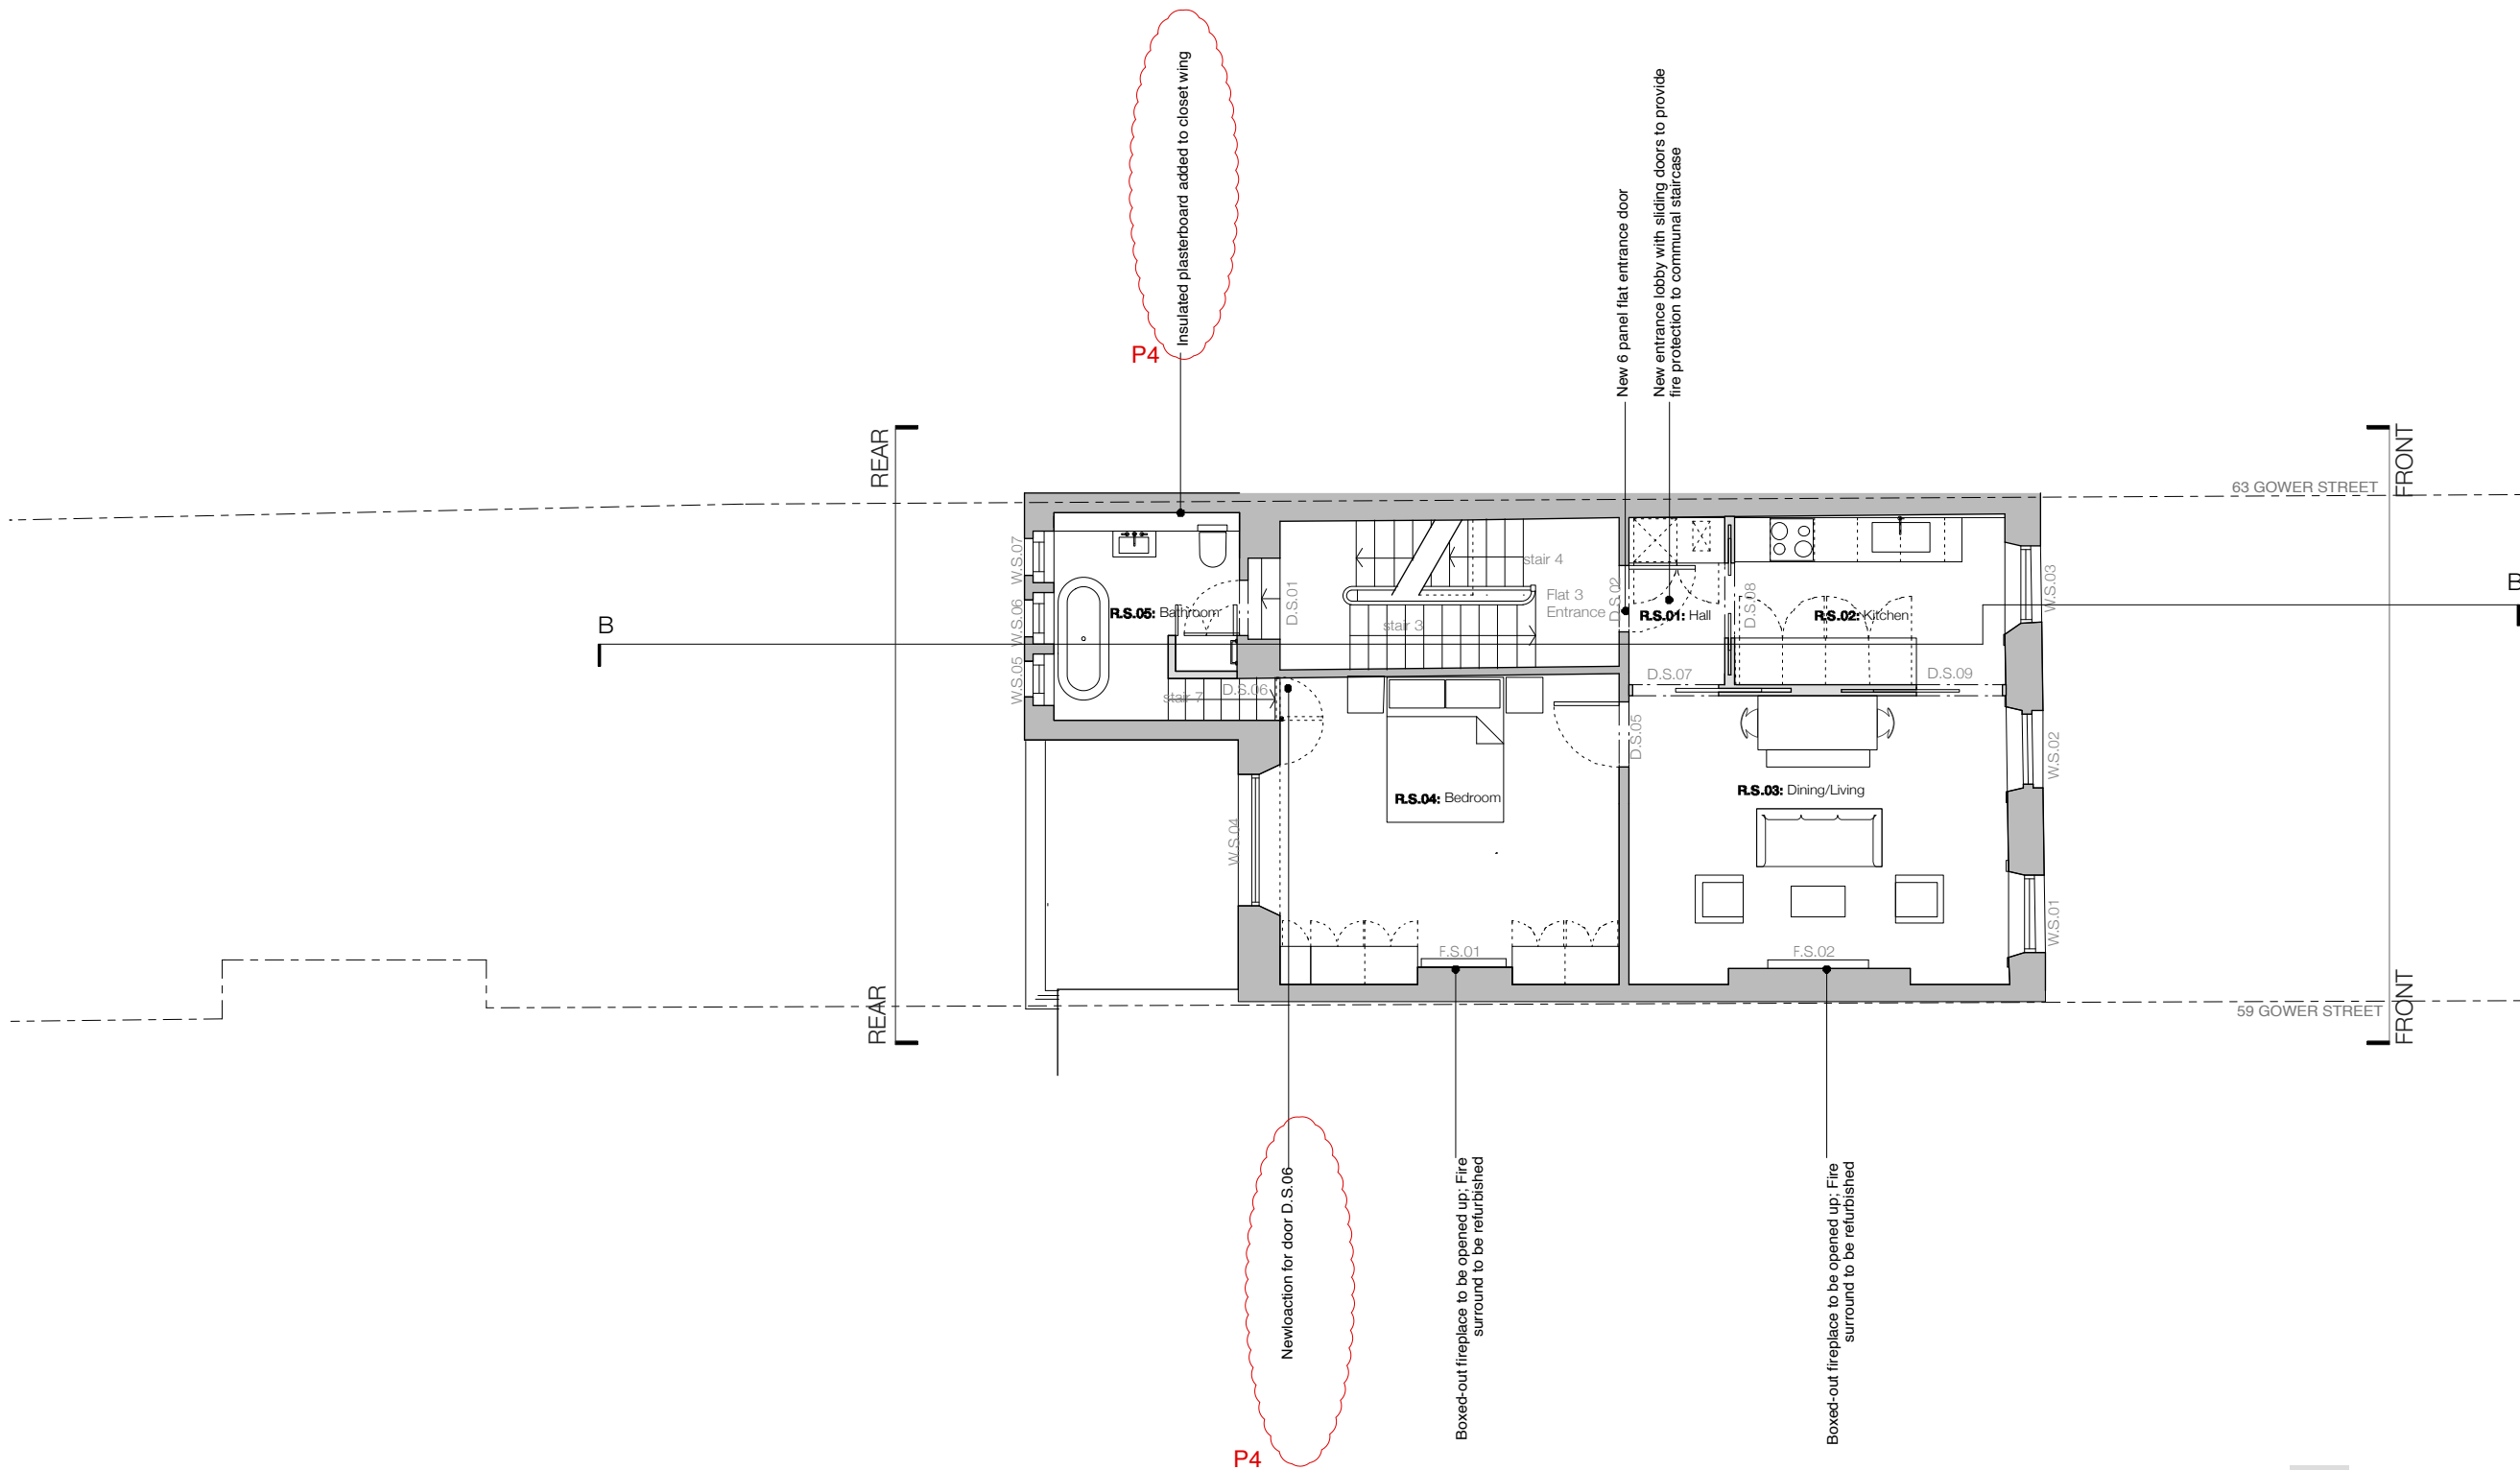 Insulated plasterboard added to closet wing
P4
New 6 panel flat entrance door
New entrance lobby with sliding doors to provide
fire protection to communal staircase
REAR
FRONT
63 GOWER STREET
W.S.07
W.S.06
W.S.05
R.S.05: Bathroom
D.S.01
stair 4
stair 3
Flat 3
Entrance
D.S.02
R.S.01: Hall
D.S.08
R.S.02: Kitchen
W.S.03
B
B
D.S.07
D.S.09
stair 7
D.S.06
D.S.05
W.S.02
R.S.04: Bedroom
R.S.03: Dining/Living
W.S.04
W.S.01
F.S.01
F.S.02
REAR
FRONT
59 GOWER STREET
Newloaction for door D.S.06
P4
Boxed-out fireplace to be opened up; Fire
surround to be refurbished
Boxed-out fireplace to be opened up; Fire
surround to be refurbished